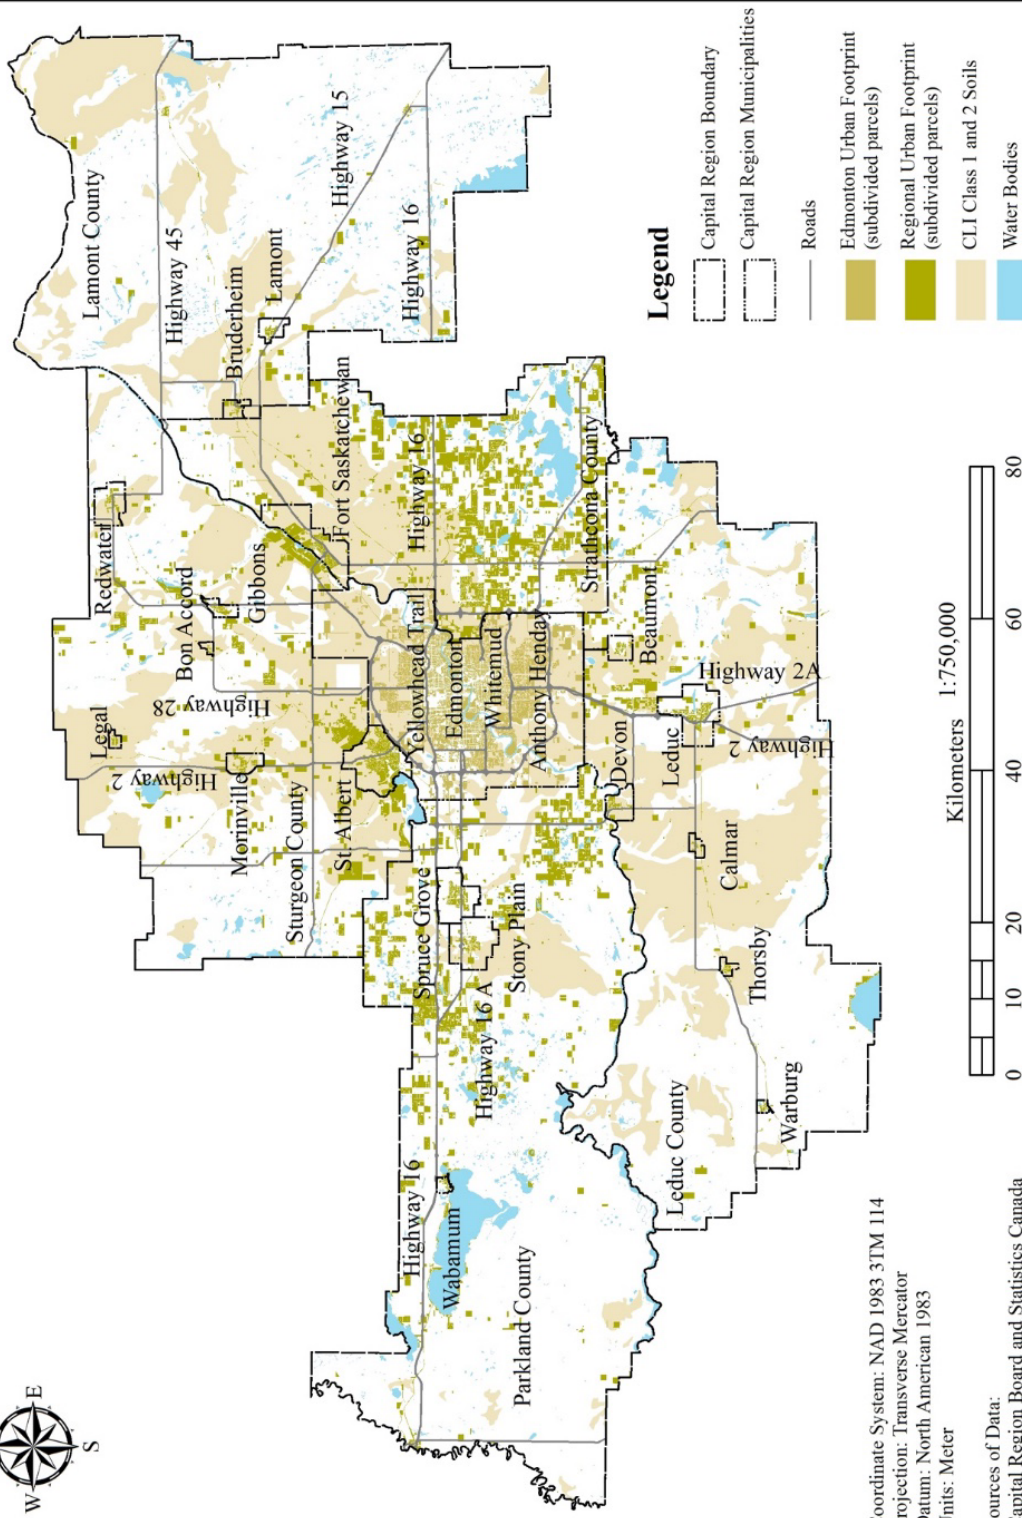 W
E
S
Lamont County
Highway 45
Highway 15
Bruderheim
Lamont
Highway 16
Redwater
Fort Saskatchewan
Bon Accord
Gibbons
Highway 16
Legal
Highway 28
Highway 2
Morinville
Sturgeon County
St. Albert
Yellowhead Trail
Edmonton
Whitemud
Anthony Henday
Strathcona County
Beaumont
Highway 2A
Devon
Leduc
Highway 2
Spruce Grove
Stony Plain
Calmar
Highway 16 A
Thorsby
Highway 16
Wabamum
Parkland County
Leduc County
Warburg
Legend
Capital Region Boundary
Capital Region Municipalities
Roads
Edmonton Urban Footprint
(subdivided parcels)
Regional Urban Footprint
(subdivided parcels)
CLI Class 1 and 2 Soils
Water Bodies
Kilometers 1:750,000
0 10 20 40 60 80
oordinate System: NAD 1983 3TM 114
rojection: Transverse Mercator
atum: North American 1983
nits: Meter
ources of Data:
apital Region Board and Statistics Canada